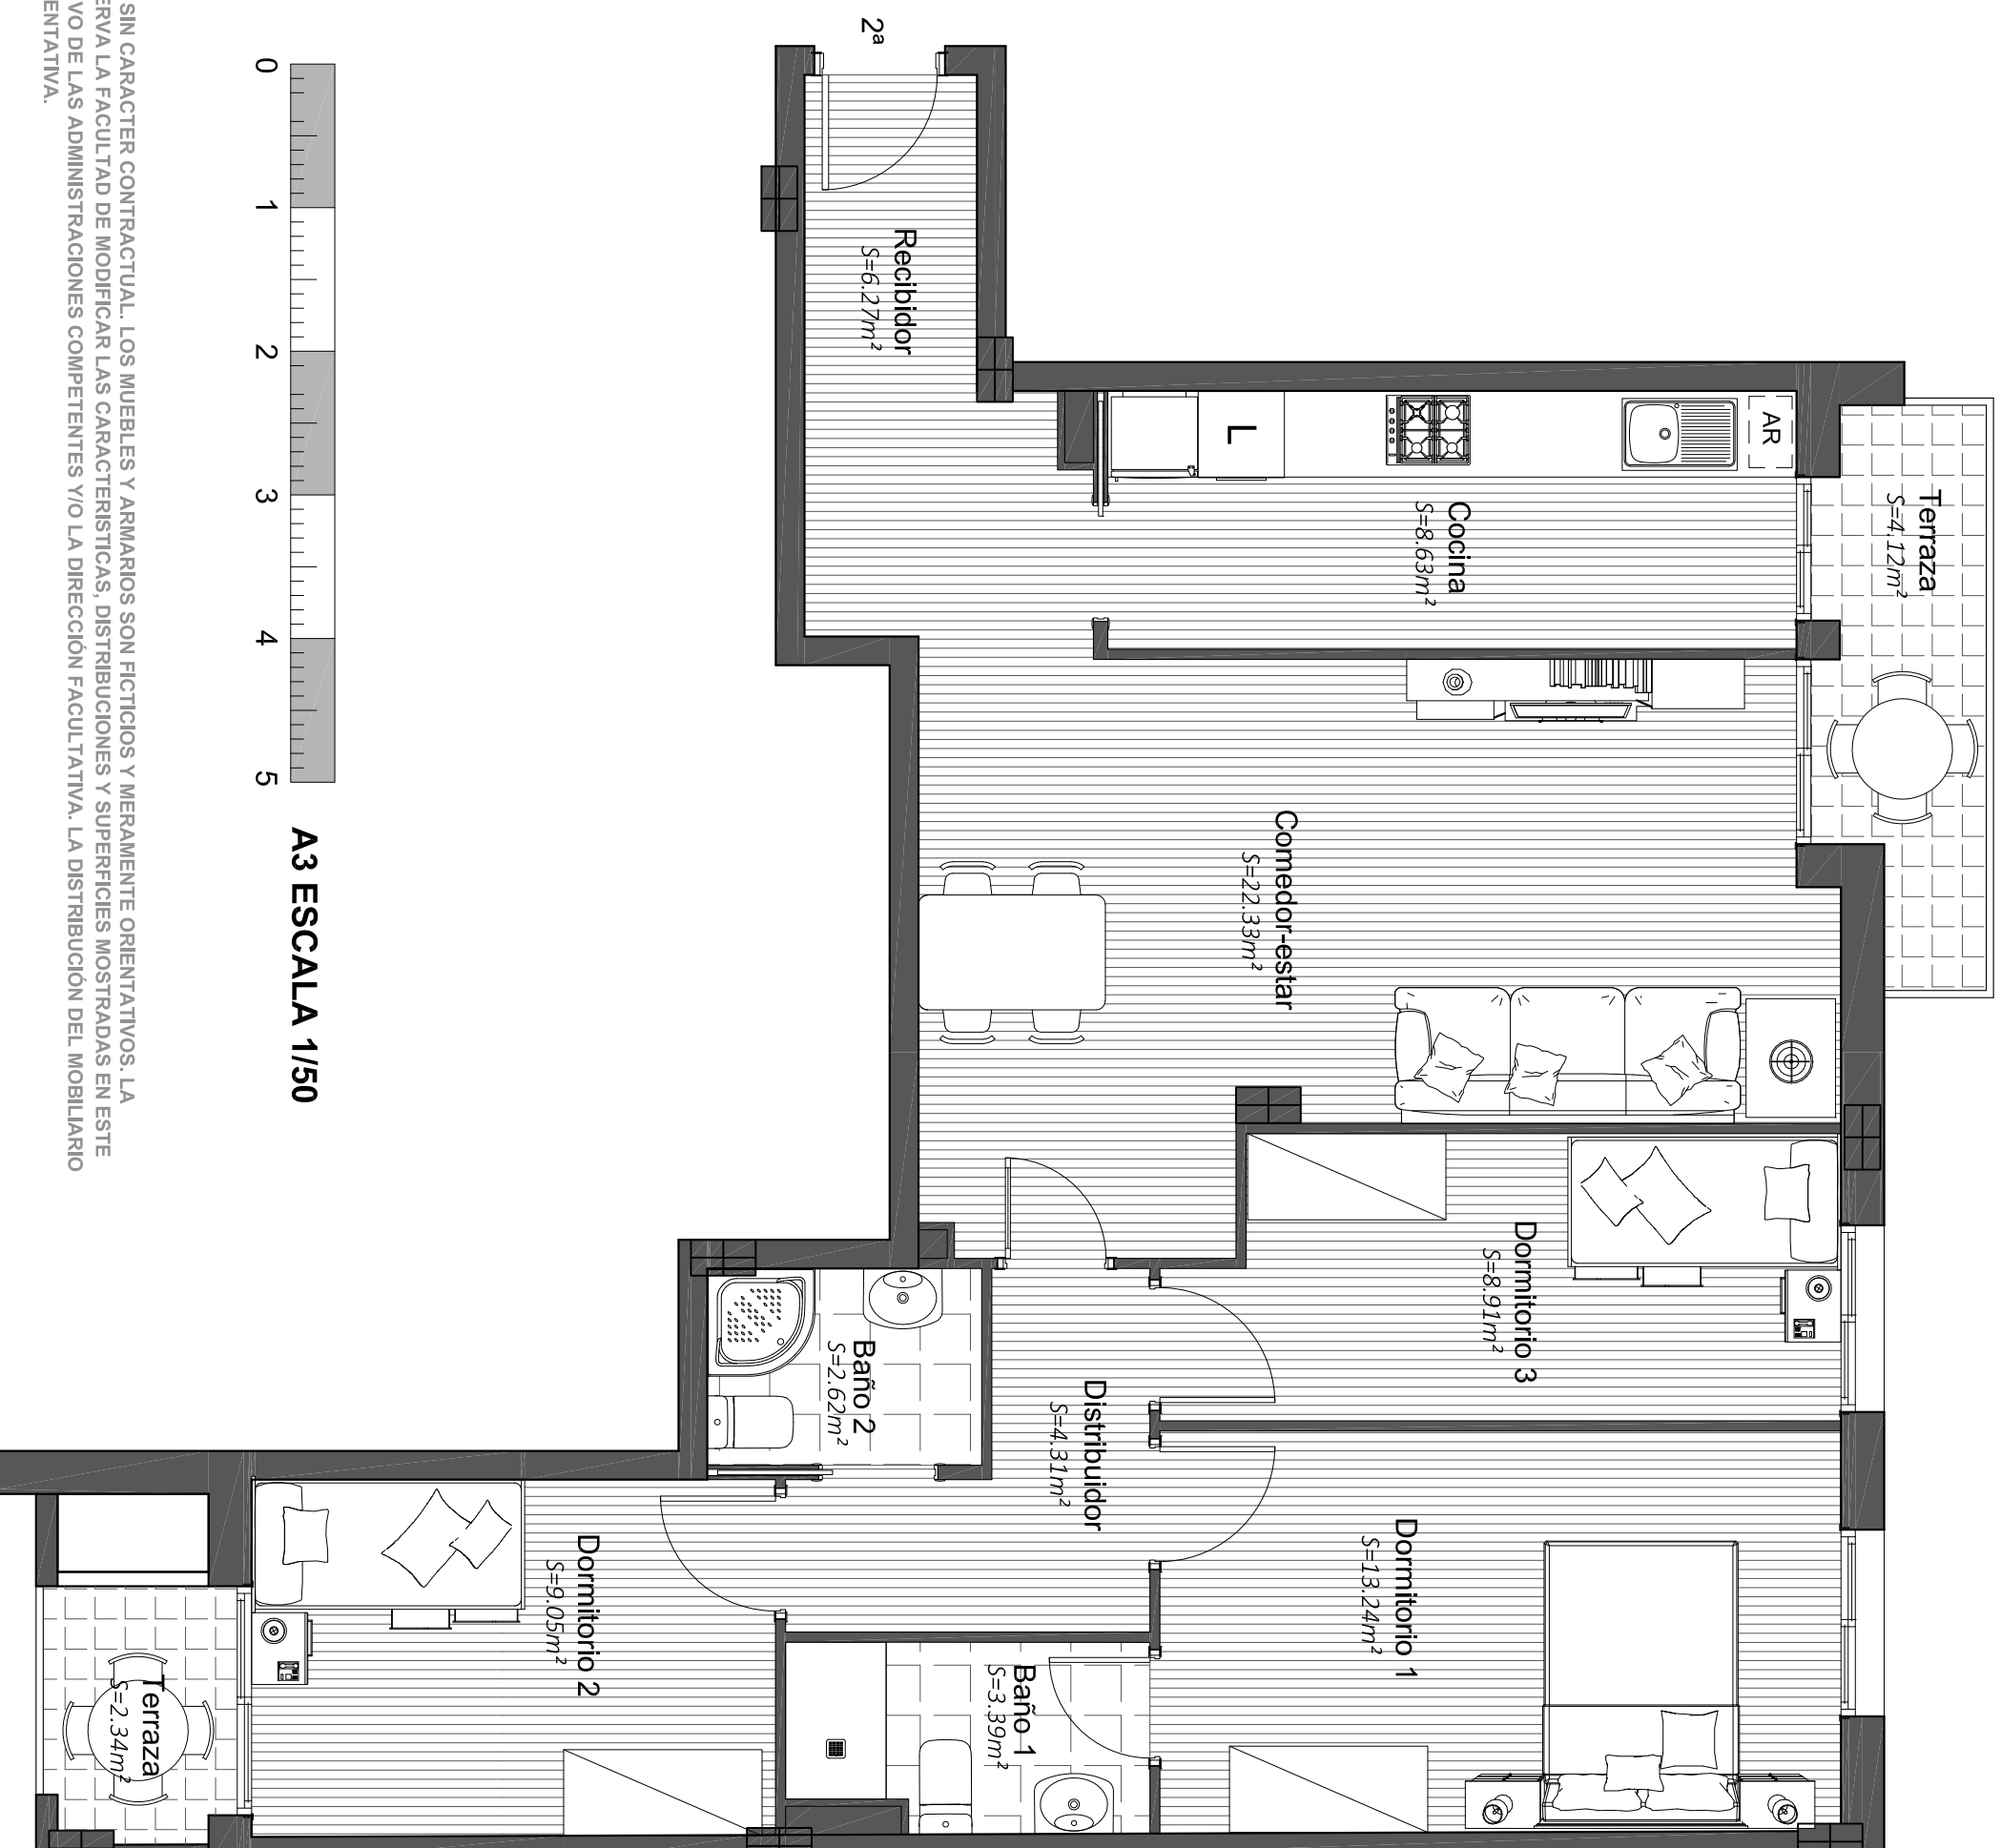 2ª
Recibidor
S=6.27m²
Cocina
S=8.63m²
L
AR
Terraza
S=4.12m²
Comedor-estar
S=22.33m²
Dormitorio 3
S=8.91m²
Baño 2
S=2.62m²
Distribuidor
S=4.31m²
Dormitorio 1
S=13.24m²
Dormitorio 2
S=9.05m²
Baño 1
S=3.39m²
Terraza
S=2.34m²
0 1 2 3 4 5
A3 ESCALA 1/50
SIN CARACTER CONTRACTUAL. LOS MUEBLES Y ARMARIOS SON FICTICIOS Y MERAMENTE ORIENTATIVOS. LA
ERVA LA FACULTAD DE MODIFICAR LAS CARACTERISTICAS, DISTRIBUCIONES Y SUPERFICIES MOSTRADAS EN ESTE
VO DE LAS ADMINISTRACIONES COMPETENTES Y/O LA DIRECCIÓN FACULTATIVA. LA DISTRIBUCIÓN DEL MOBILIARIO
ENTATIVA.